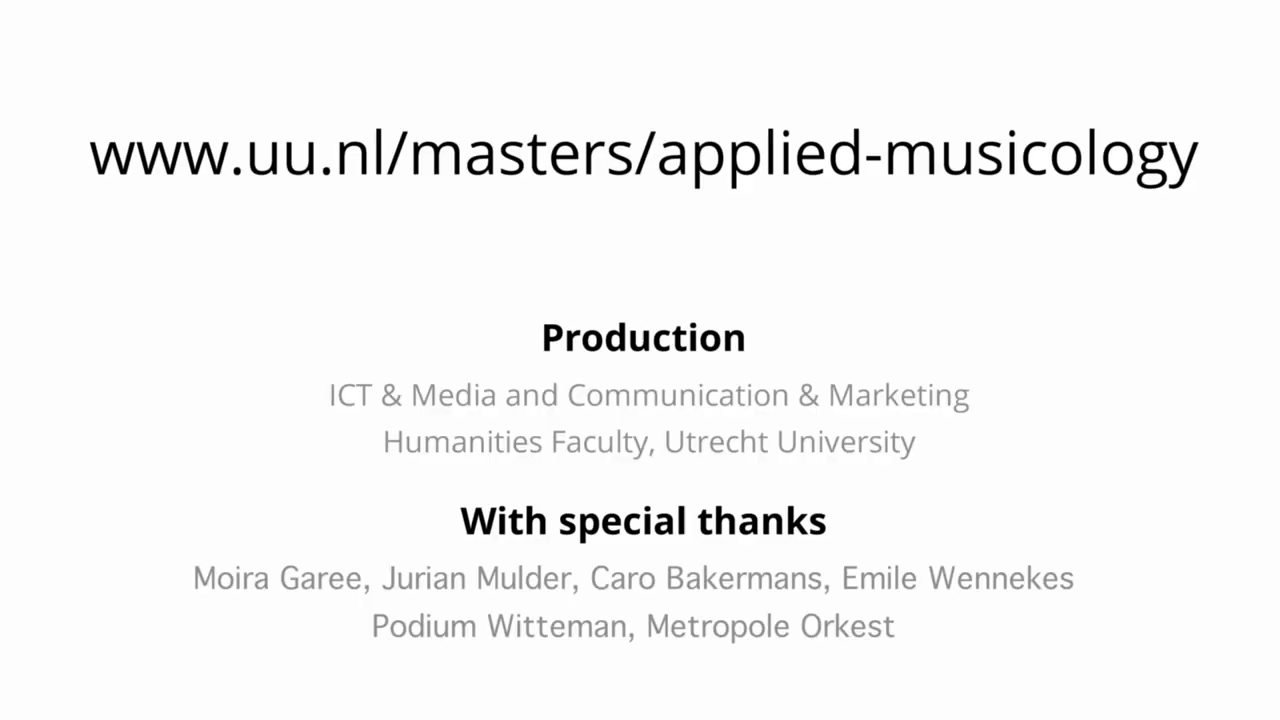 www.uu.nl/masters/applied-musicology
Production
ICT & Media and Communication & Marketing
Humanities Faculty, Utrecht University
With special thanks
Moira Garee, Jurian Mulder, Caro Bakermans, Emile Wennekes
Podium Witteman, Metropole Orkest